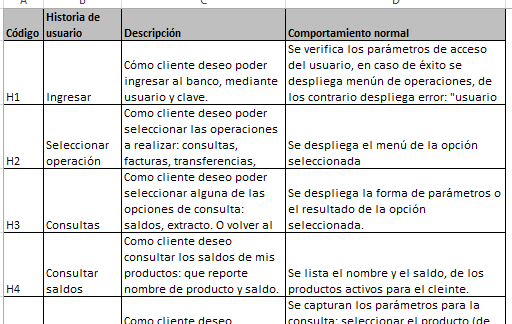 A B C D
Código Historia de usuario Descripción Comportamiento normal
H1 Ingresar
Cómo cliente deseo poder
ingresar al banco, mediante
usuario y clave.
Se verifica los parámetros de acceso
del usuario, en caso de éxito se
despliega menún de operaciones, de
los contrario despliega error: "usuario
H2 Seleccionar operación
Como cliente deseo poder
seleccionar las operaciones
a realizar: consultas,
facturas, transferencias,
Se despliega el menú de la opción
seleccionada
H3 Consultas
Como cliente deseo poder
seleccionar alguna de las
opciones de consulta:
saldos, extracto. O volver al
Se despliega la forma de parámetros o
el resultado de la opción
seleccionada.
H4 Consultar saldos
Como cliente deseo
consultar los saldos de mis
productos: que reporte
nombre de producto y saldo.
Se lista el nombre y el saldo, de los
productos activos para el cleinte.
Como cliente deseo
Se capturan los parámetros para la
consulta: seleccionar el producto (de